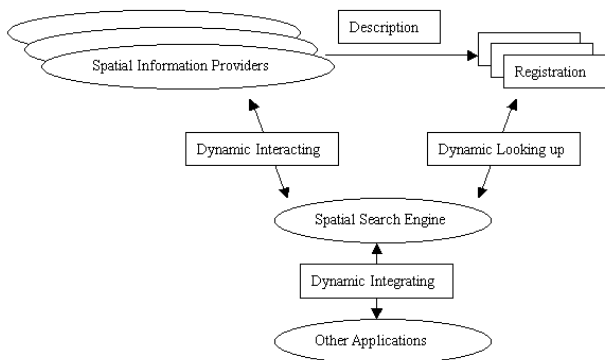 Description
Spatial Information Providers
Registration
Dynamic Interacting
Dynamic Looking up
Spatial Search Engine
Dynamic Integrating
Other Applications